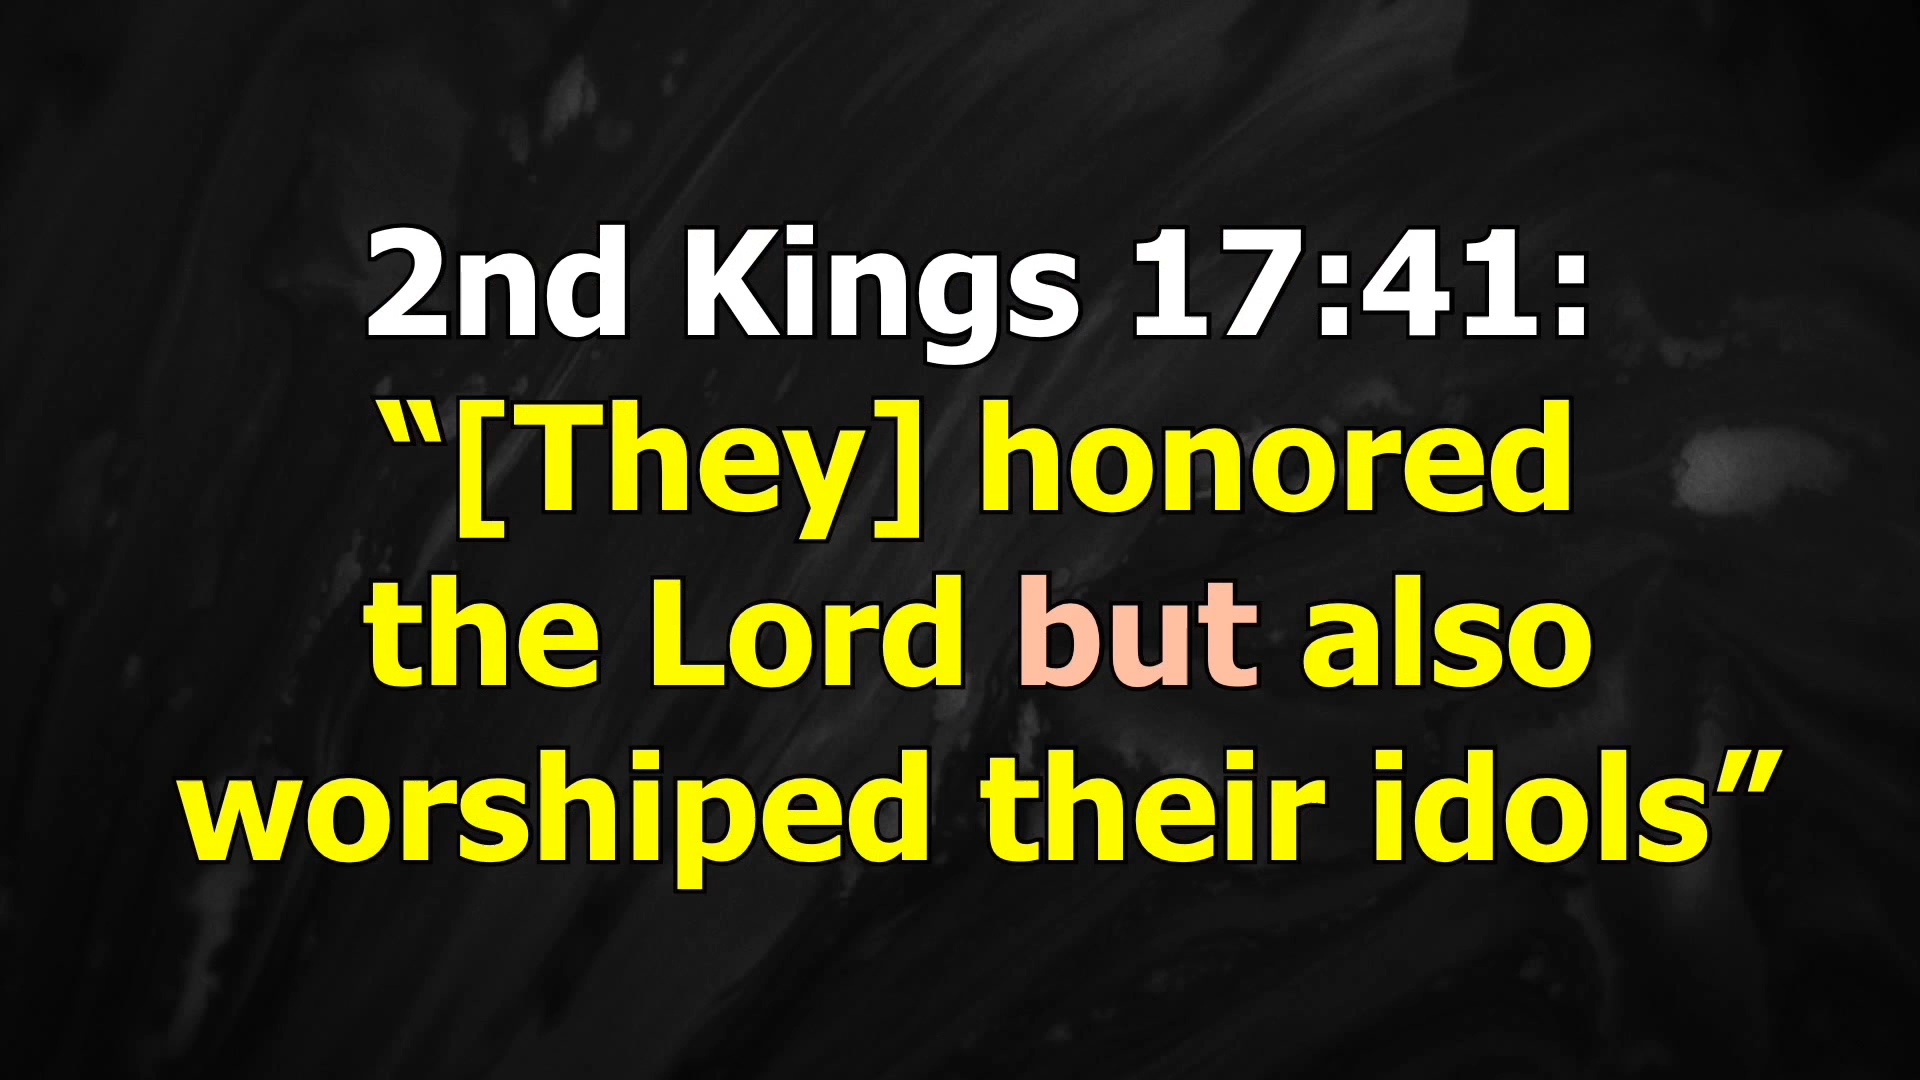 2nd Kings 17:41:
“[They] honored
the Lord but also
worshiped their idols”